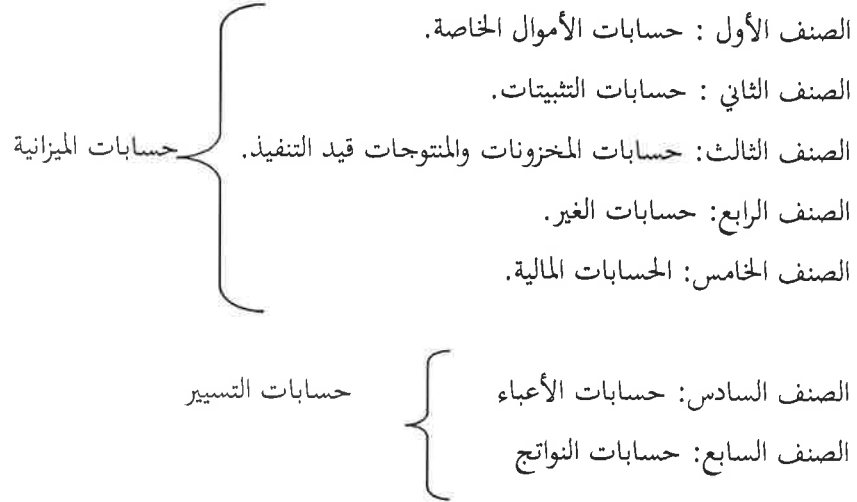 الصنف الأول : حسابات الأموال الخاصة.
الصنف الثاني : حسابات التثبيتات.
الصنف الثالث: حسابات المخزونات والمنتوجات قيد التنفيذ.
حسابات الميزانية
الصنف الرابع: حسابات الغير.
الصنف الخامس: الحسابات المالية.
الصنف السادس: حسابات الأعباء
حسابات التسيير
الصنف السابع: حسابات النواتج